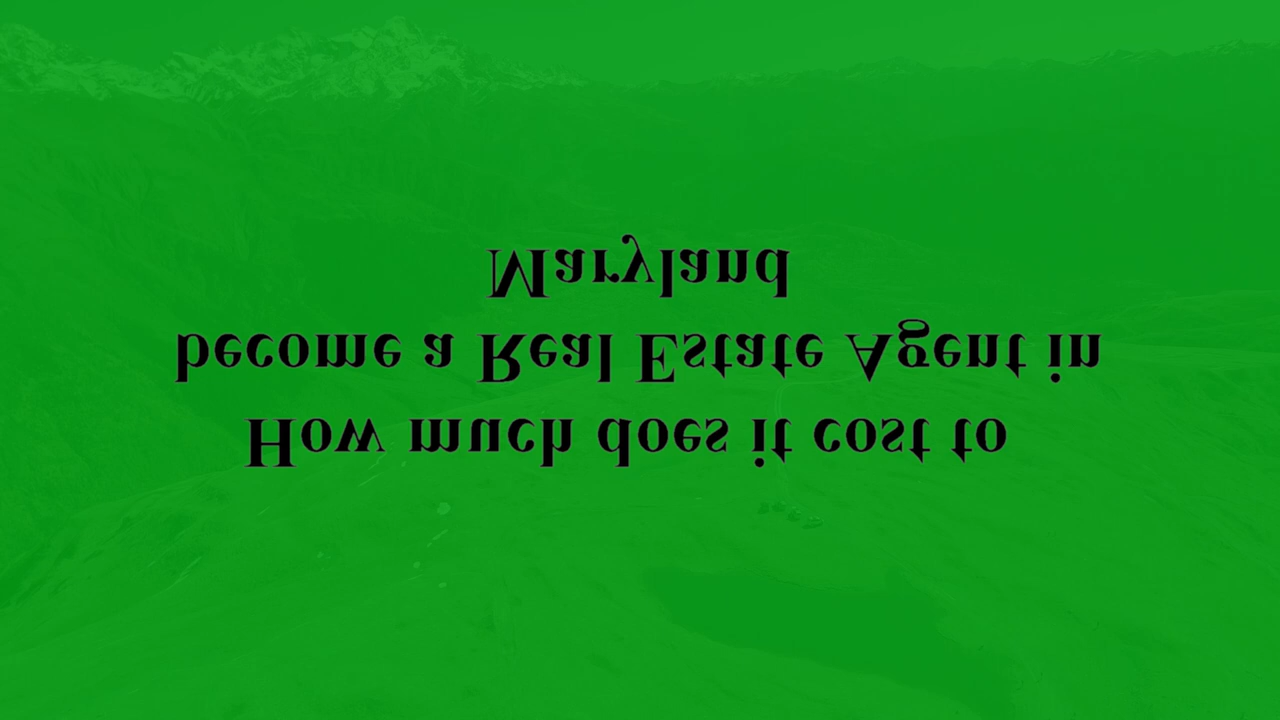 How much does it cost to
become a Real Estate Agent in
Maryland